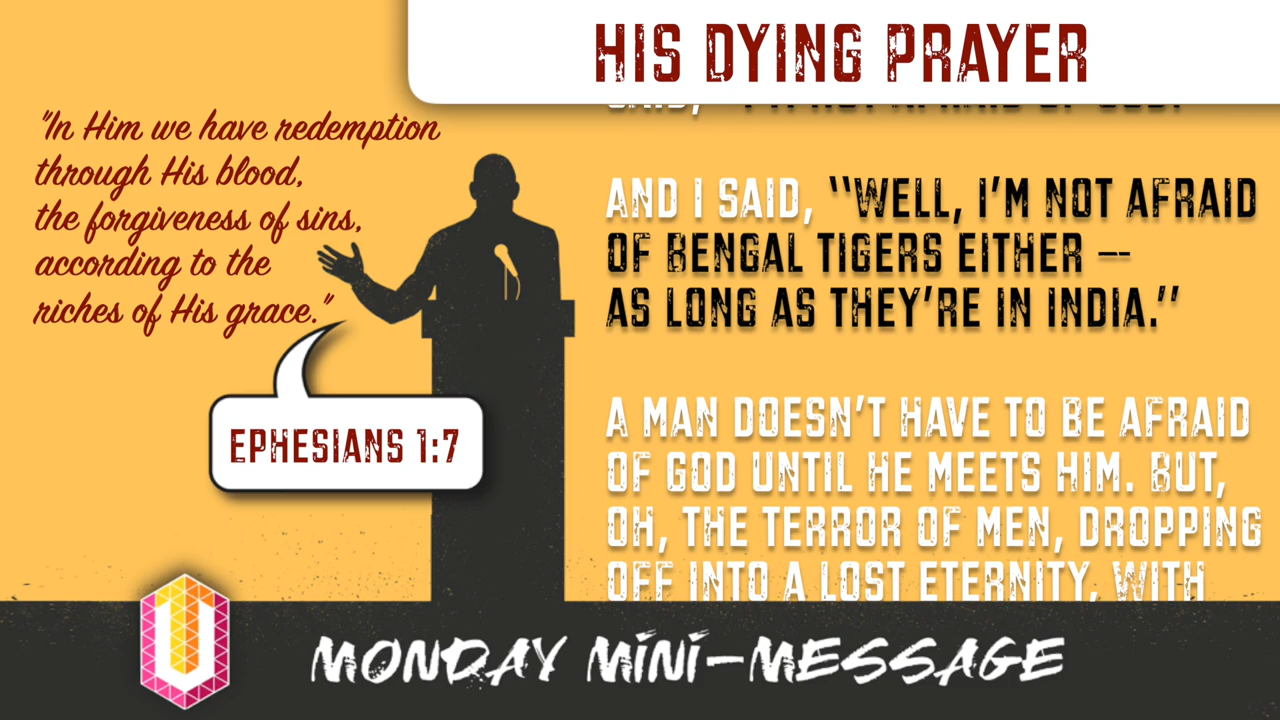 HIS DYING PRAYER
"In Him we have redemption
through His blood,
the forgiveness of sins,
according to the
riches of His grace."
EPHESIANS 1:7
AND I SAID, "WELL, I'M NOT AFRAID
OF BENGAL TIGERS EITHER --
AS LONG AS THEY'RE IN INDIA."
A MAN DOESN'T HAVE TO BE AFRAID
OF GOD UNTIL HE MEETS HIM. BUT,
OH, THE TERROR OF MEN, DROPPING
OFF INTO A LOST ETERNITY, WITH
U
MONDAY MINI-MESSAGE